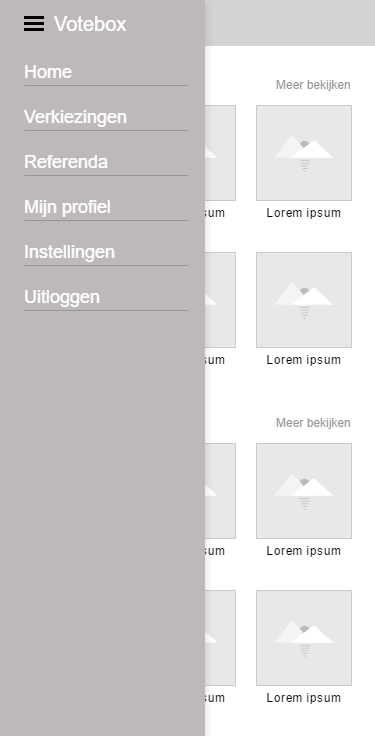 Votebox
Home
Verkiezingen
Referenda
Mijn profiel
Instellingen
Uitloggen
Meer bekijken
Lorem ipsum
Lorem ipsum
Meer bekijken
Lorem ipsum
Lorem ipsum